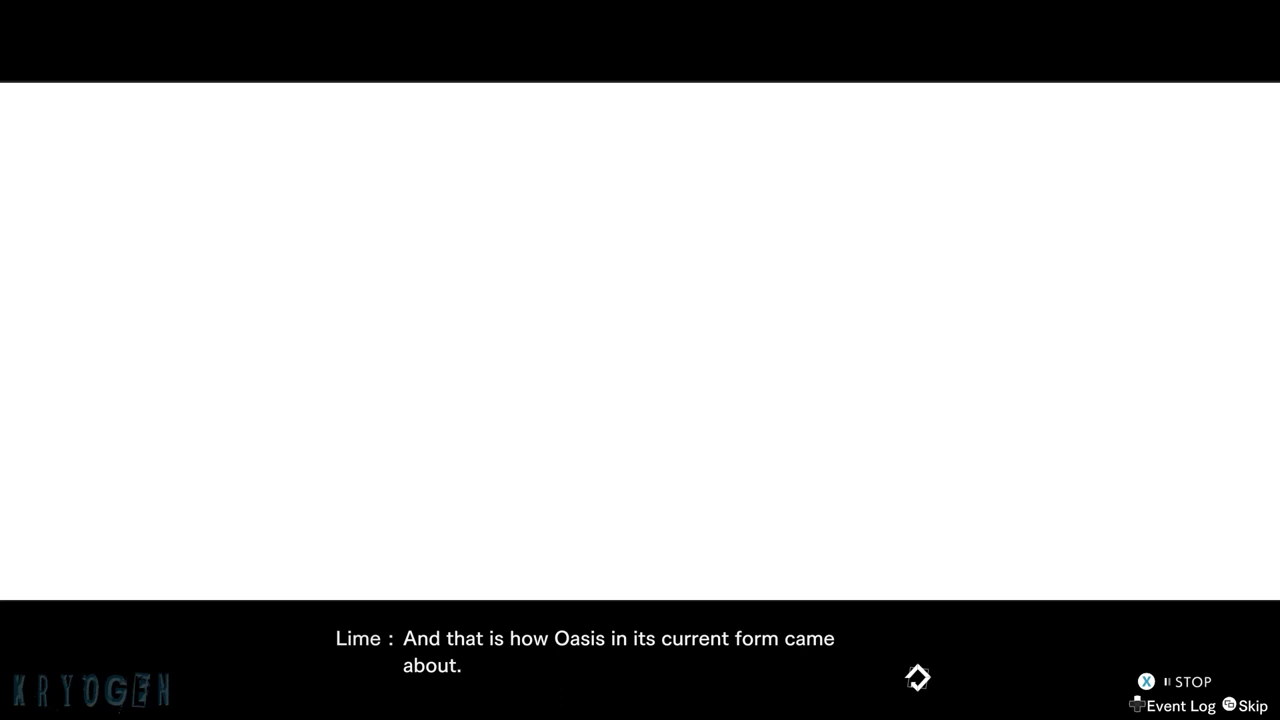 Lime : And that is how Oasis in its current form came
about.
KRYOGEN
X STOP
Event Log Skip